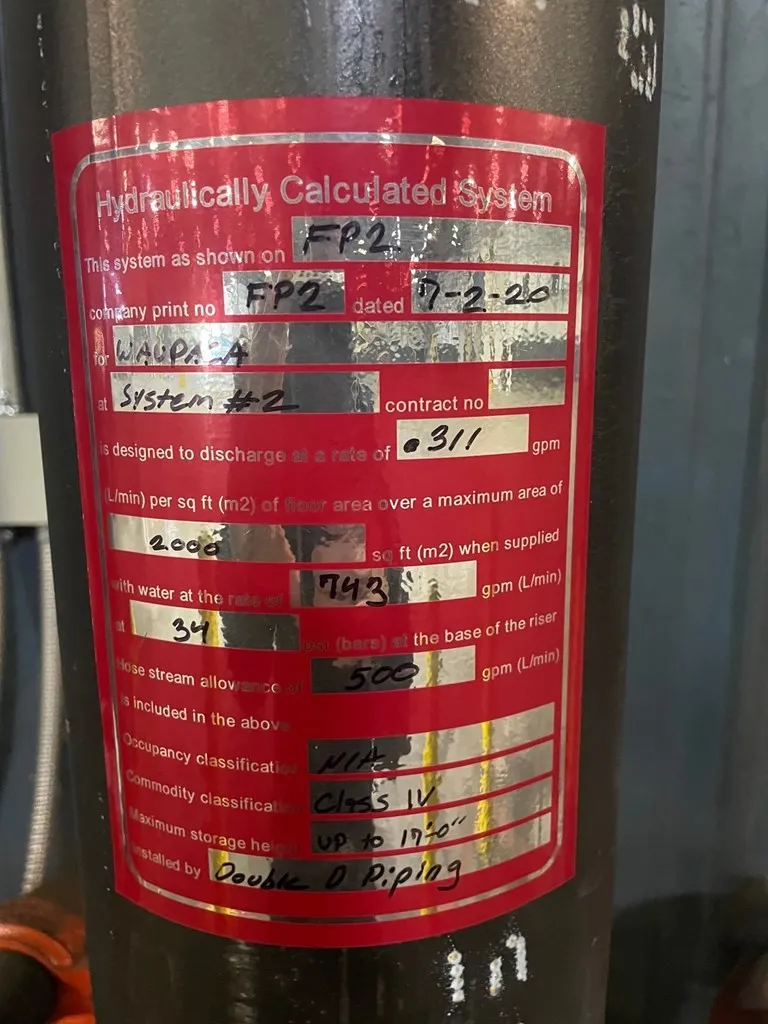 Hydraulically Calculated System
This system as shown on FP2
company print no FP2 dated 7-2-20
for WAUPACA
at System #2 contract no
is designed to discharge at a rate of .311 gpm
(L/min) per sq ft (m2) of floor area over a maximum area of
2000 sq ft (m2) when supplied
with water at the rate of 743 gpm (L/min)
at 34 psi (bars) at the base of the riser
Hose stream allowance of 500 gpm (L/min)
is included in the above
Occupancy classification N/A
Commodity classification Class IV
Maximum storage height UP to 17'-0"
Installed by Double D Piping